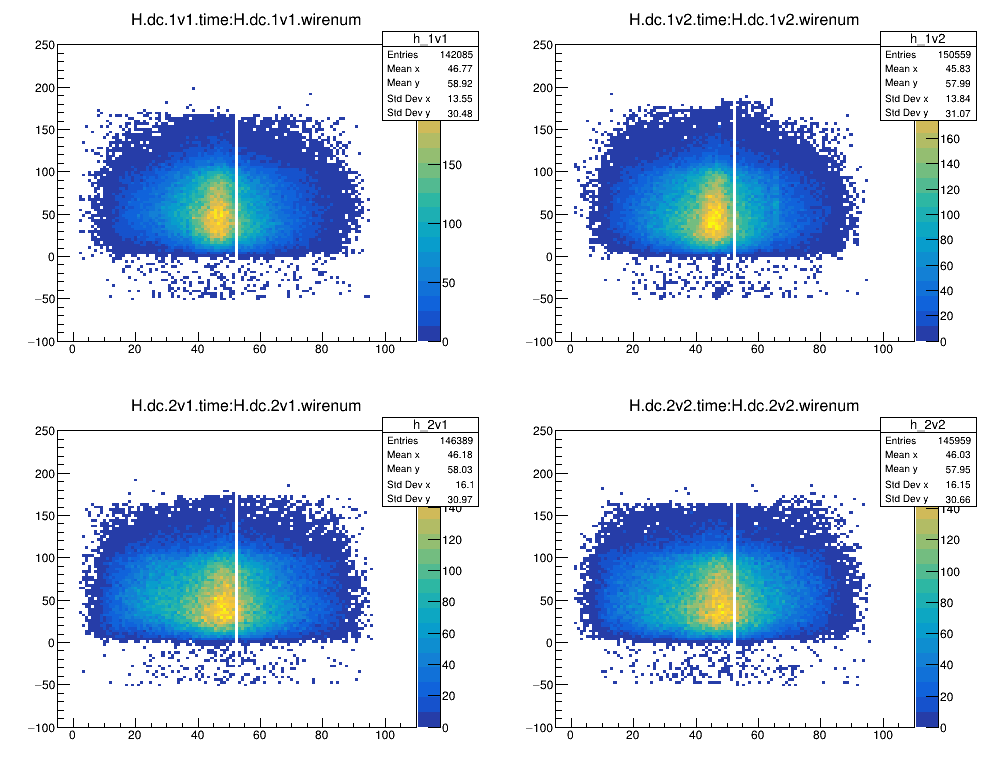 H.dc.1v1.time:H.dc.1v1.wirenum
h_1v1
Entries 142085
Mean x 46.77
Mean y 58.92
Std Dev x 13.55
Std Dev y 30.48
250
200
150
100
50
0
−50
−100
0 20 40 60 80 100
150
100
50
0
H.dc.1v2.time:H.dc.1v2.wirenum
h_1v2
Entries 150559
Mean x 45.83
Mean y 57.99
Std Dev x 13.84
Std Dev y 31.07
250
200
150
100
50
0
−50
−100
0 20 40 60 80 100
160
140
120
100
80
60
40
20
0
H.dc.2v1.time:H.dc.2v1.wirenum
h_2v1
Entries 146389
Mean x 46.18
Mean y 58.03
Std Dev x 16.1
Std Dev y 30.97
250
200
150
100
50
0
−50
−100
0 20 40 60 80 100
140
120
100
80
60
40
20
0
H.dc.2v2.time:H.dc.2v2.wirenum
h_2v2
Entries 145959
Mean x 46.03
Mean y 57.95
Std Dev x 16.15
Std Dev y 30.66
250
200
150
100
50
0
−50
−100
0 20 40 60 80 100
140
120
100
80
60
40
20
0